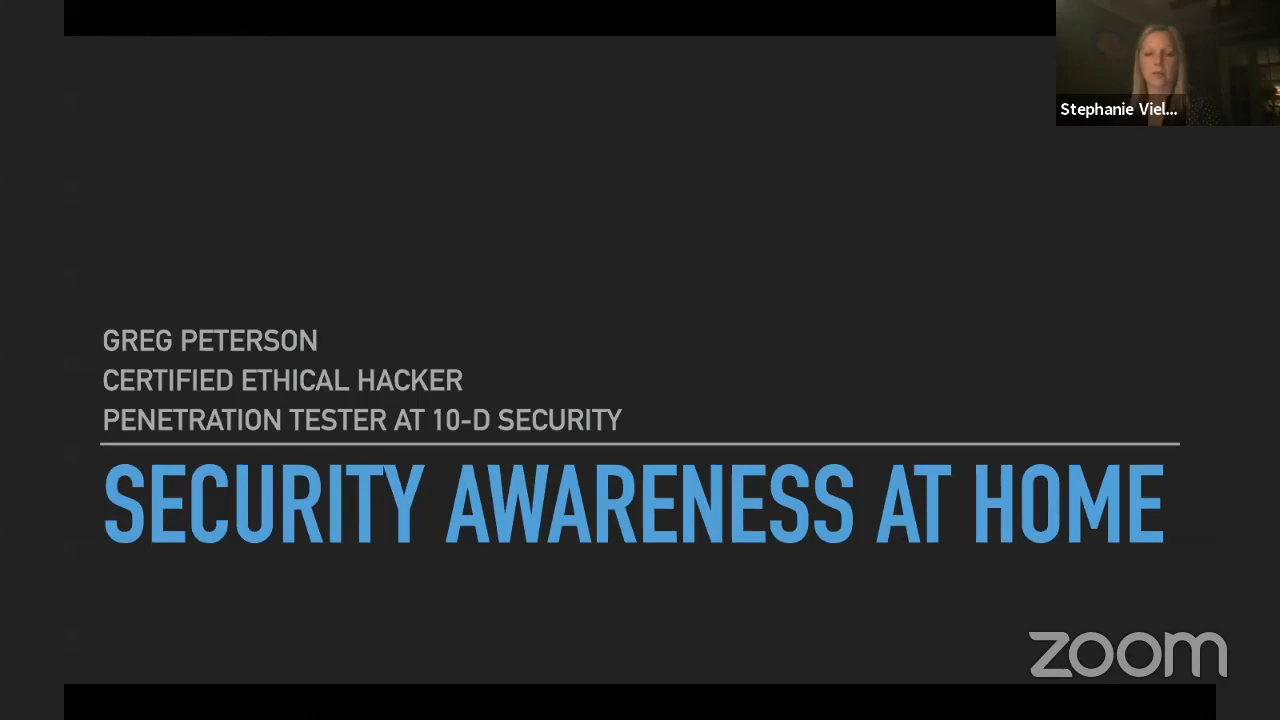 Stephanie Viel...
GREG PETERSON
CERTIFIED ETHICAL HACKER
PENETRATION TESTER AT 10-D SECURITY
SECURITY AWARENESS AT HOME
zoom